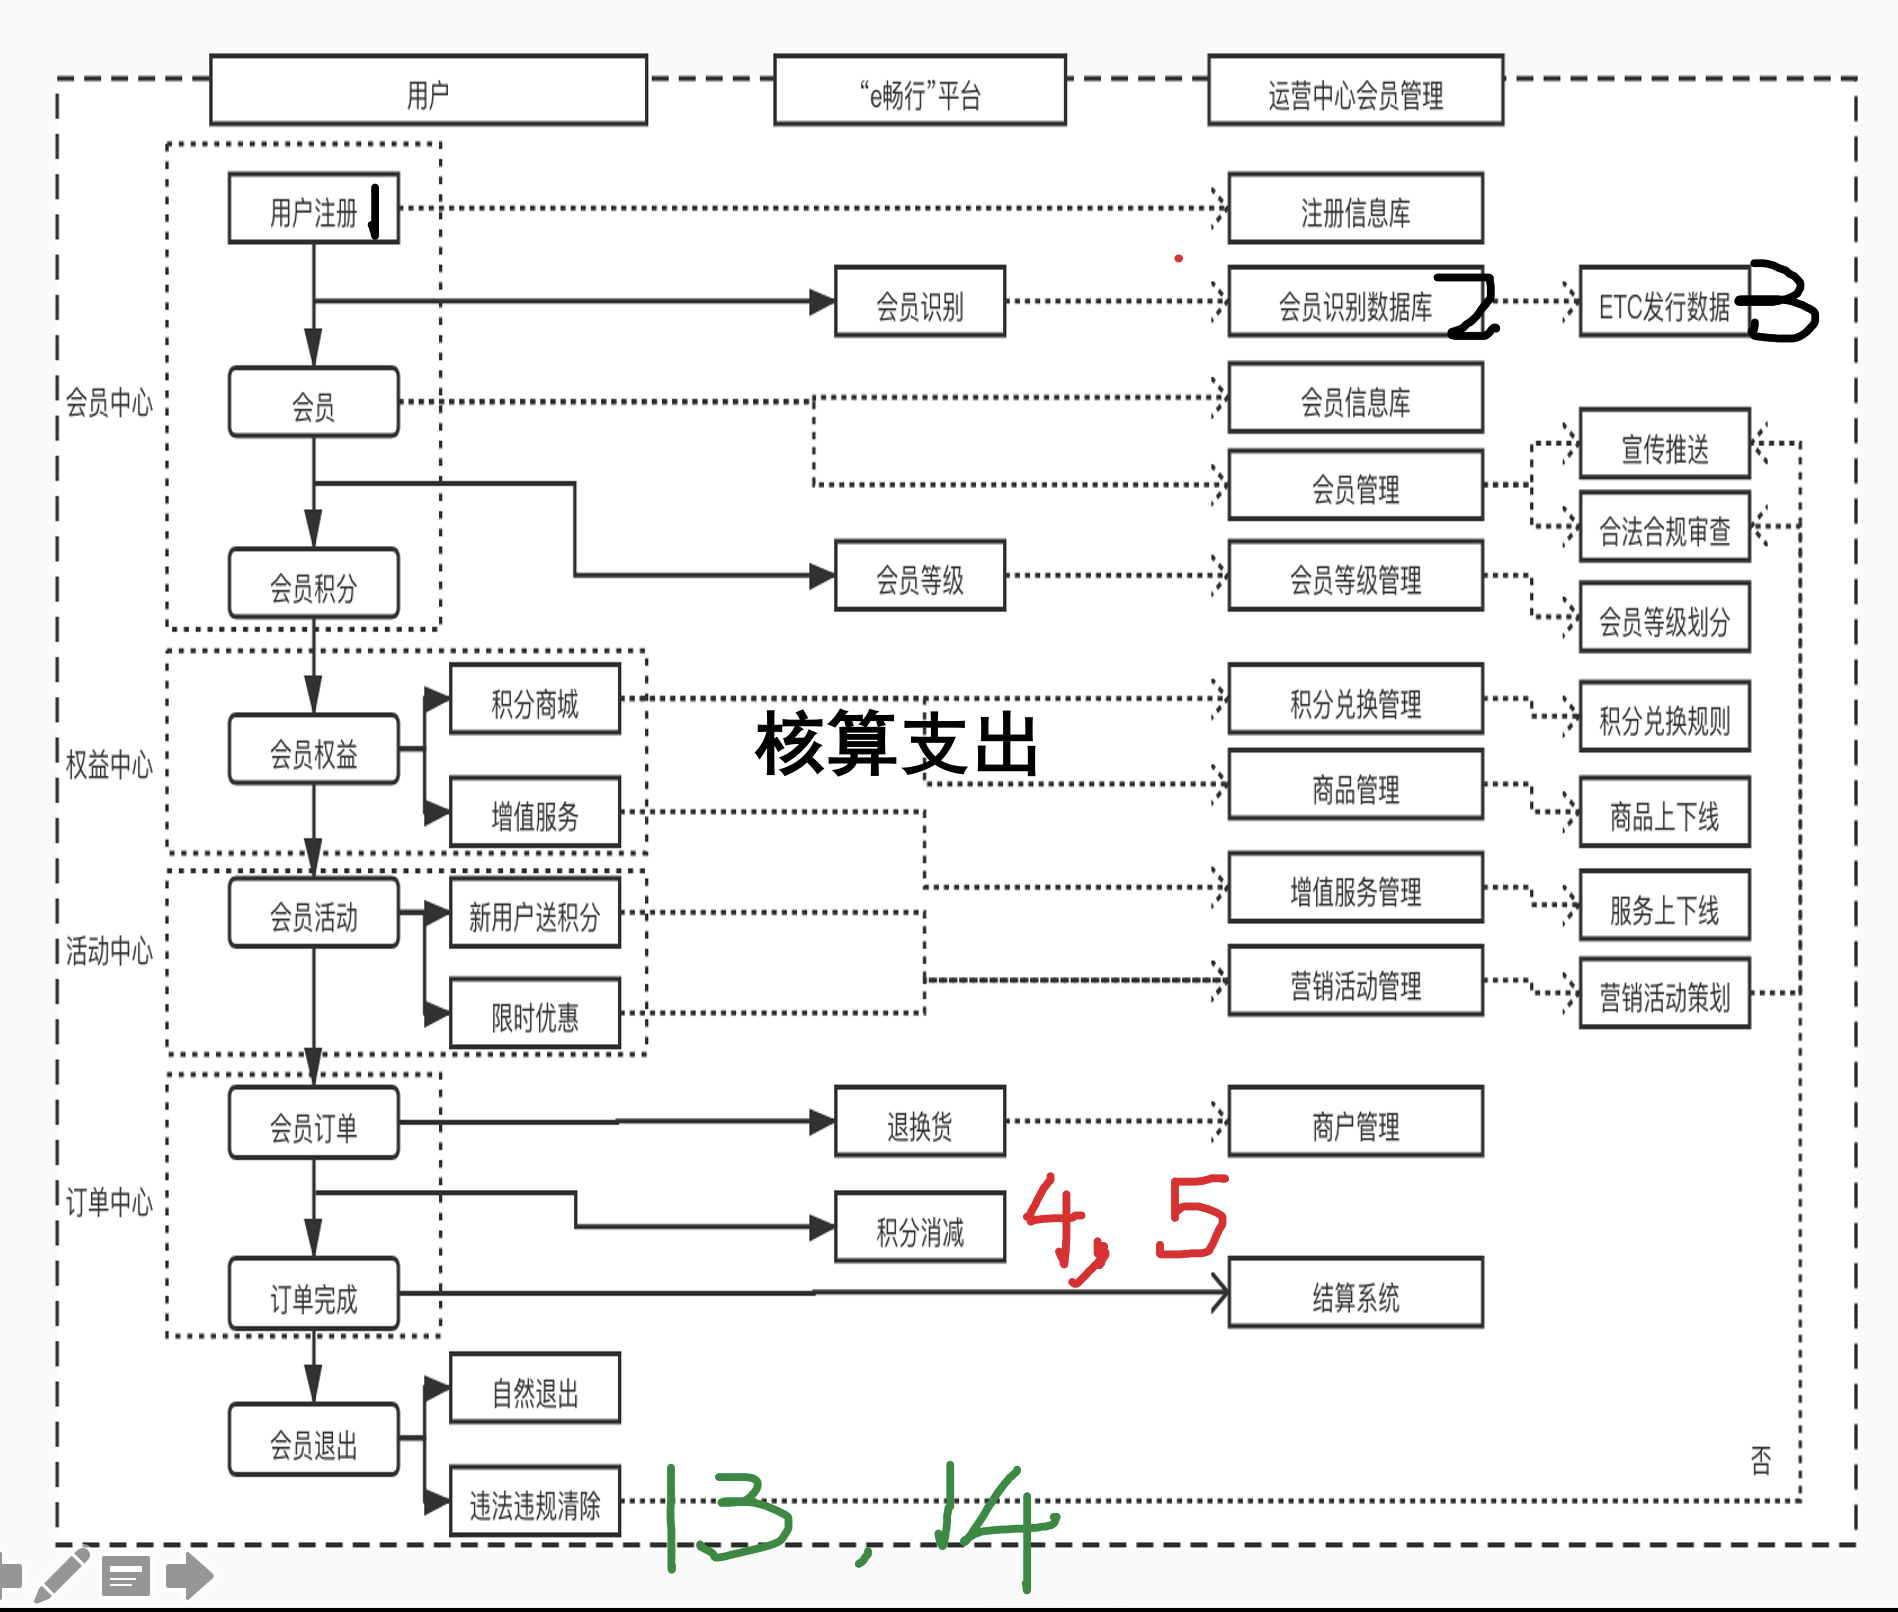 用户
“e畅行”平台
运营中心会员管理
用户注册 1
注册信息库
会员识别
会员识别数据库 2
ETC发行数据 3
会员中心
会员
会员信息库
宣传推送
会员管理
合法合规审查
会员积分
会员等级
会员等级管理
会员等级划分
积分商城
积分兑换管理
积分兑换规则
权益中心
会员权益
核算支出
商品管理
商品上下线
增值服务
增值服务管理
服务上下线
活动中心
会员活动
新用户送积分
营销活动管理
营销活动策划
限时优惠
会员订单
退换货
商户管理
订单中心
积分消减
4, 5
订单完成
结算系统
自然退出
会员退出
否
违法违规清除
13, 14